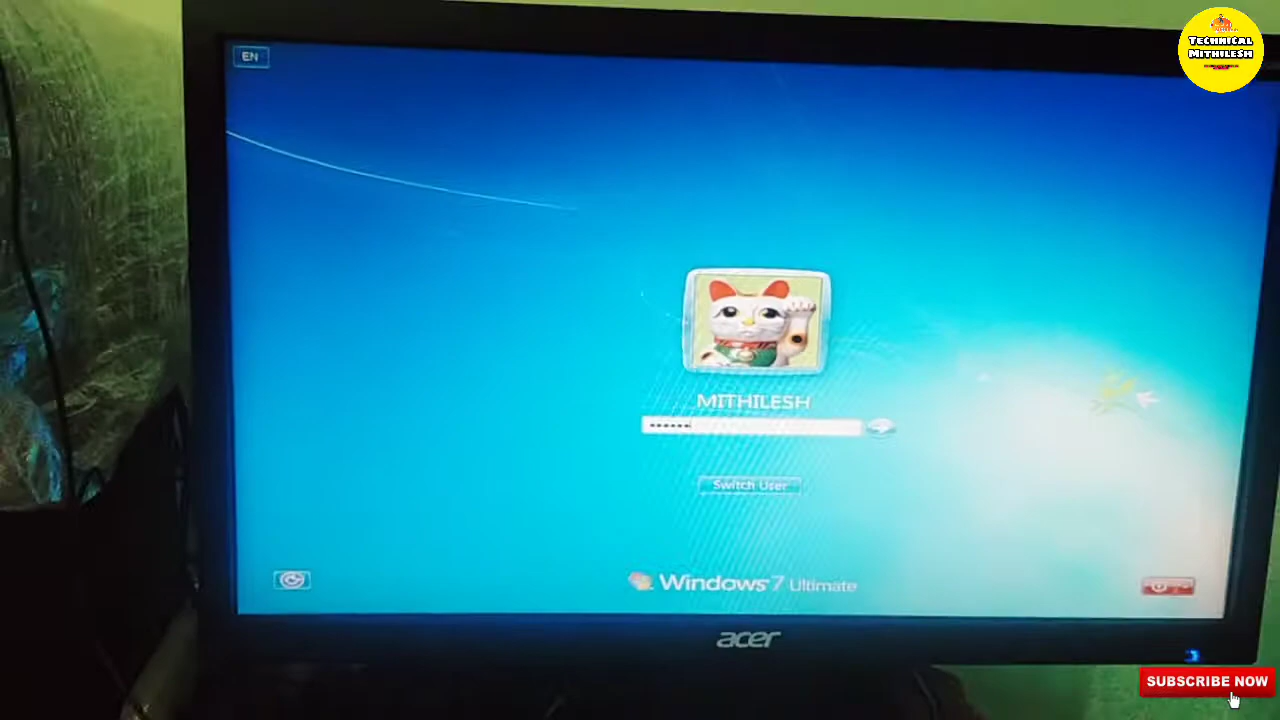 EN
TECHNICAL
MITHILESH
MITHILESH
Switch User
Windows 7 Ultimate
acer
SUBSCRIBE NOW